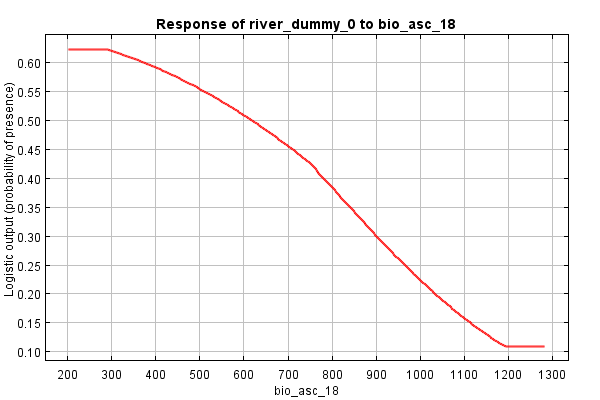 Response of river_dummy_0 to bio_asc_18
Logistic output (probability of presence)
0.60
0.55
0.50
0.45
0.40
0.35
0.30
0.25
0.20
0.15
0.10
200 300 400 500 600 700 800 900 1000 1100 1200 1300
bio_asc_18